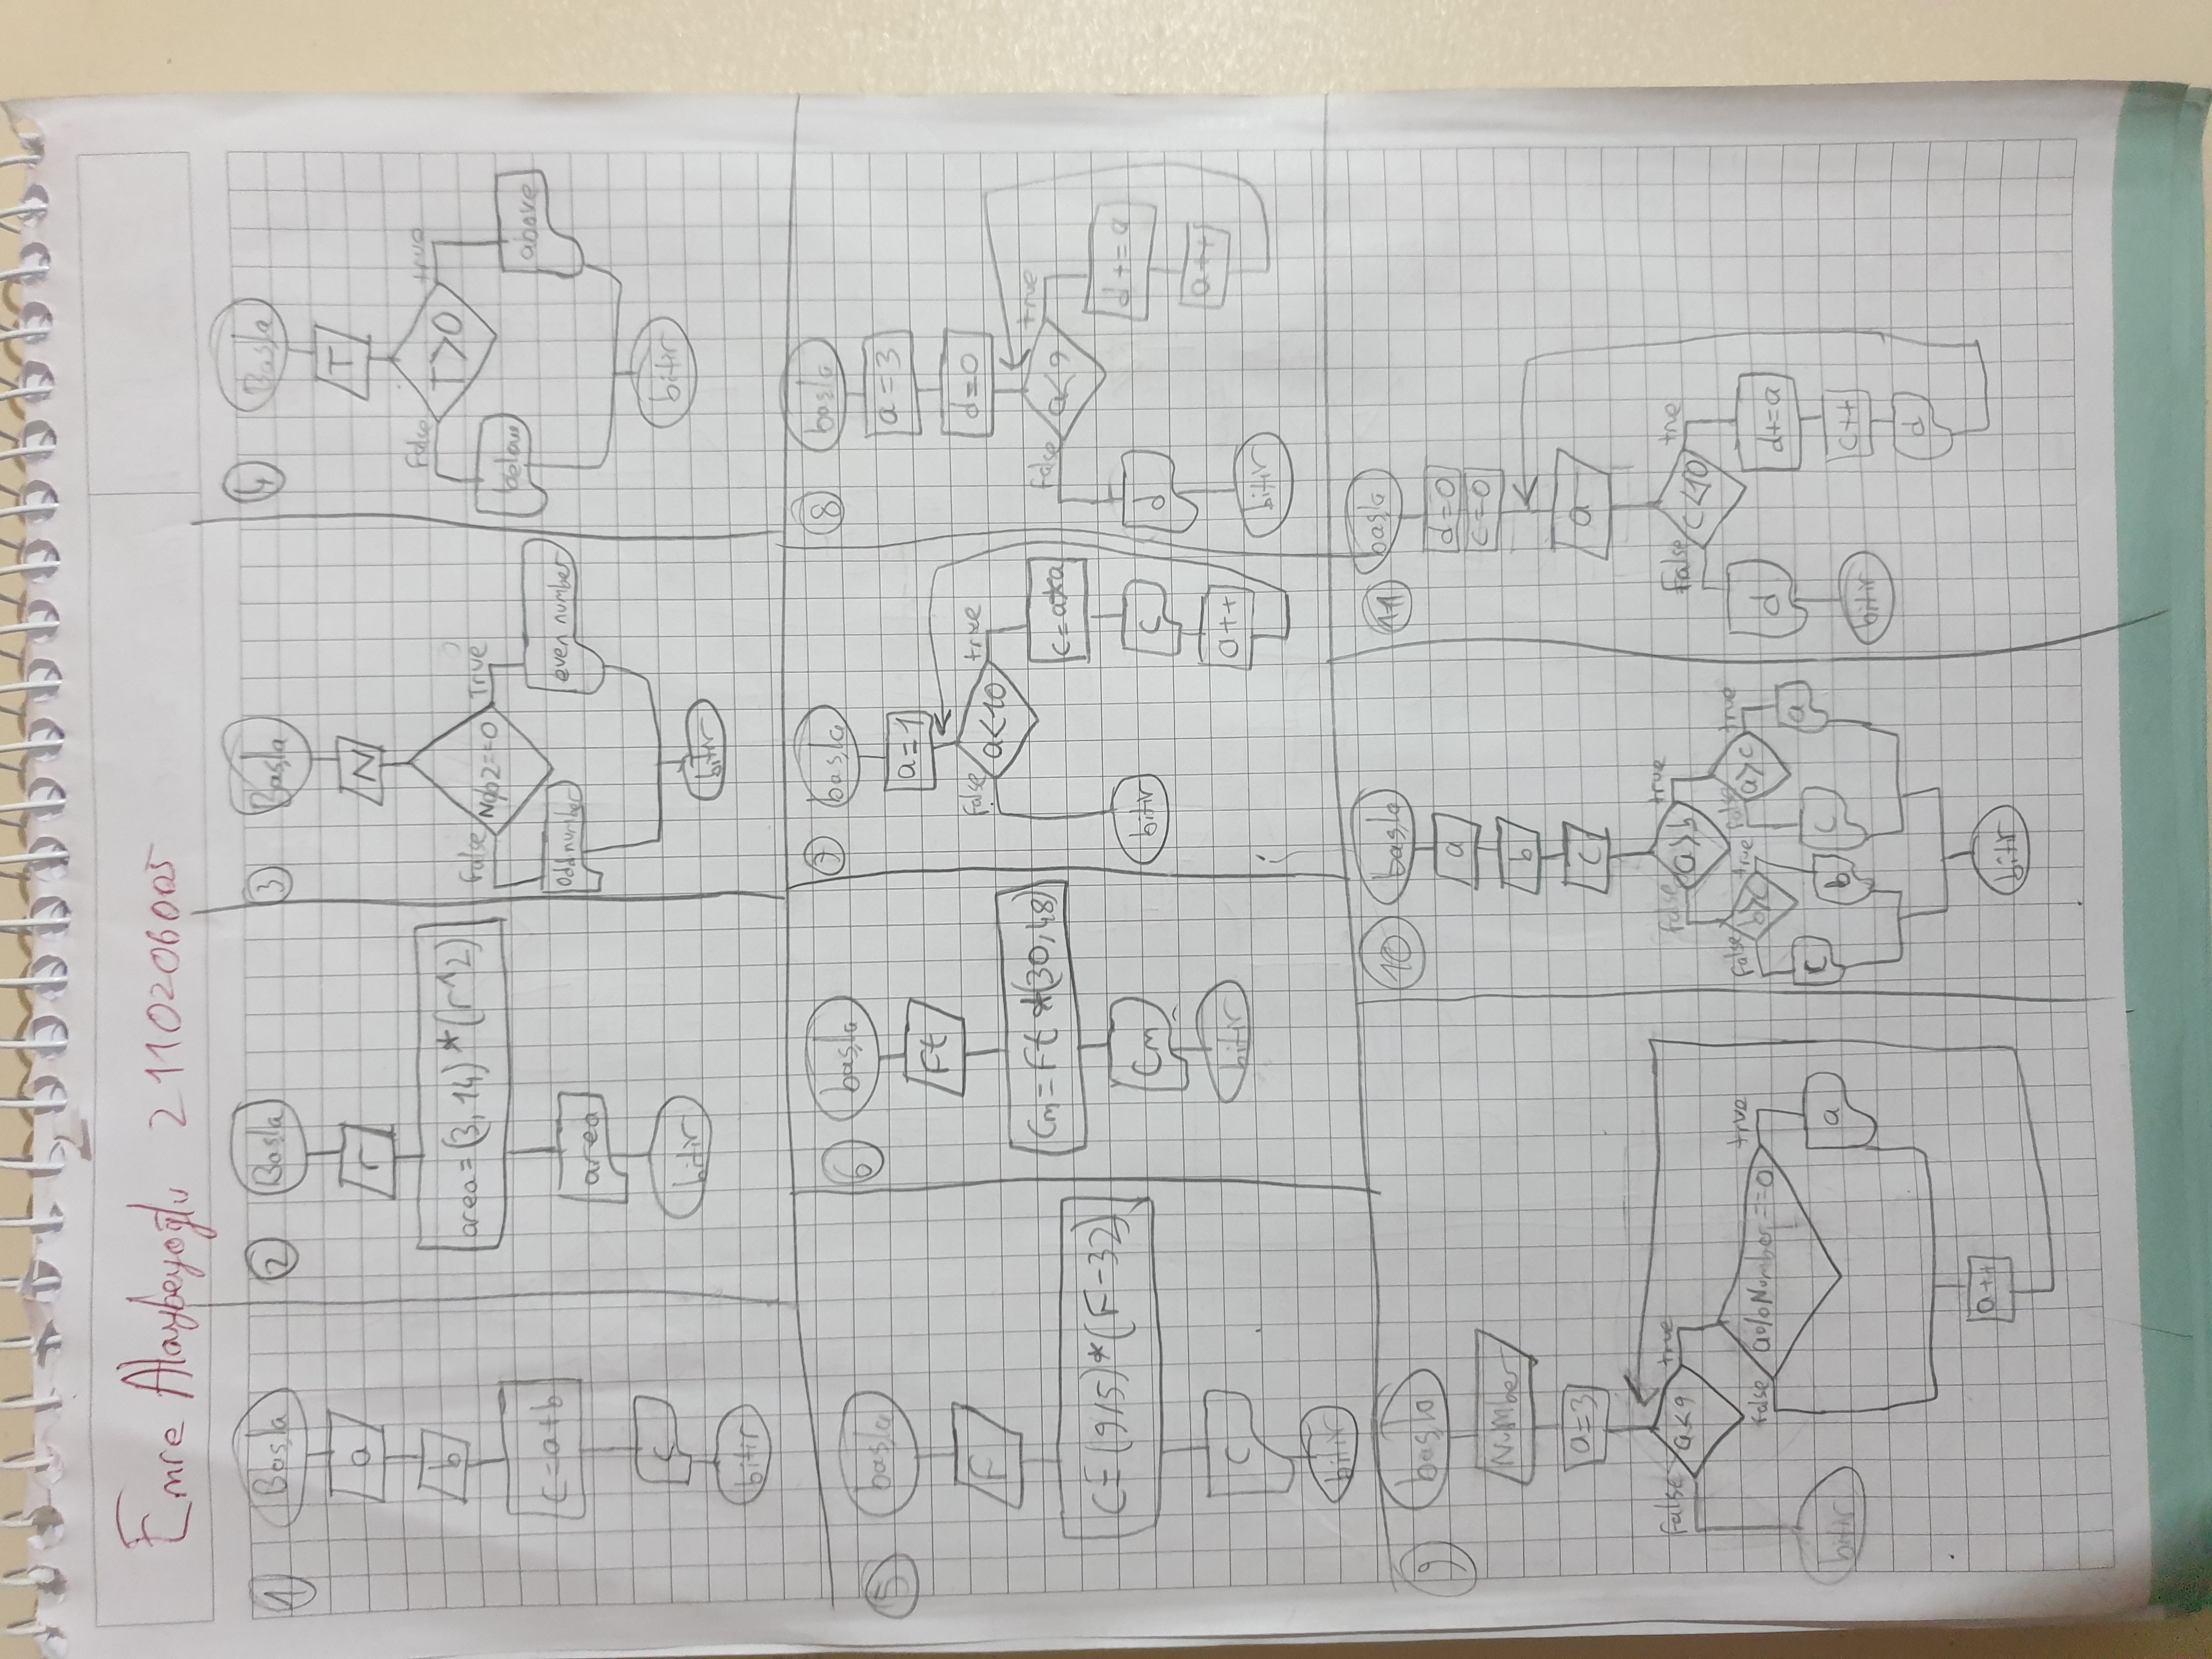 2
Emre Alaybeyoğlu 2110206005
1
Başla
a
b
c=a+b
c
bitir
2
Başla
r
area=(3,14)*(r^2)
area
bitir
3
Başla
N
False
N%2==0
True
odd number
even number
bitir
4
Başla
T
false
T>0
true
below
above
bitir
5
başla
F
C=(9/5)*(F-32)
C
bitir
6
başla
Ft
Cm=Ft*(30,48)
Cm
bitir
7
başla
a=1
false
a<10
true
c=a*a
c
a++
bitir
8
başla
a=3
d=0
false
a<9
true
d+=a
a++
d
bitir
9
başla
Number
a=3
false
a<9
true
false
a%Number==0
true
a
bitir
a++
10
başla
a
b
c
false
a>b
true
false
b>c
true
false
a>c
true
c
b
c
a
bitir
11
başla
d=0
c=0
a
false
c<10
true
d
d+=a
c++
d
bitir